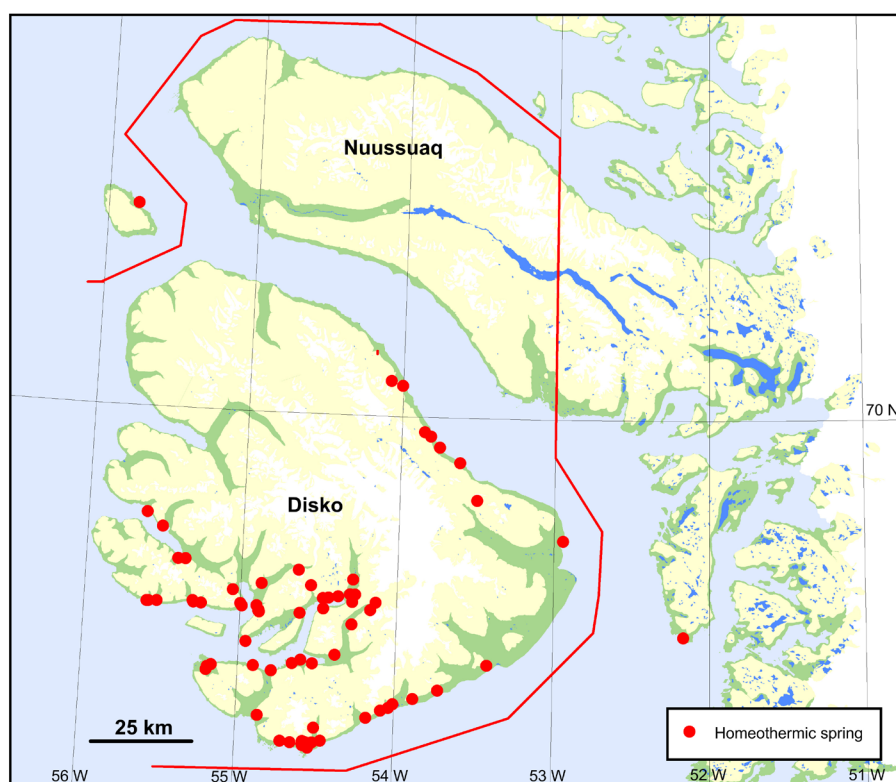 Nuussuaq
70 N
Disko
25 km
Homeothermic spring
56 W
55 W
54 W
53 W
52 W
51 W